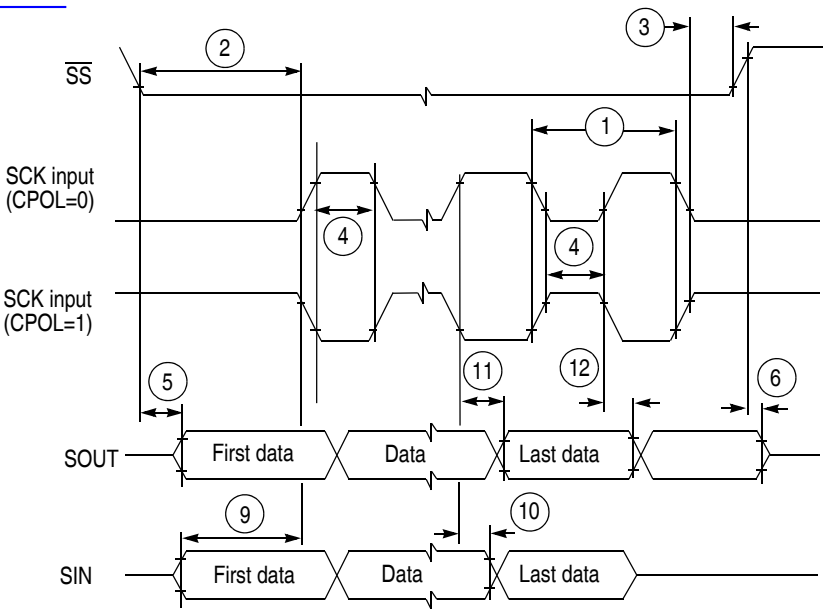 3
2
SS
1
SCK input
(CPOL=0)
4
4
SCK input
(CPOL=1)
11
12
5
6
SOUT
First data
Data
Last data
9
10
SIN
First data
Data
Last data